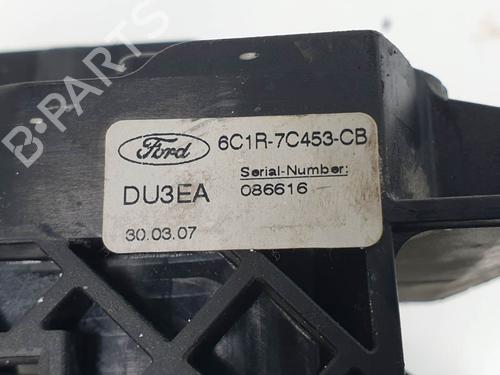 B-PARTS
Ford 6C1R-7C453-CB
Serial-Number:
DU3EA 086616
30.03.07